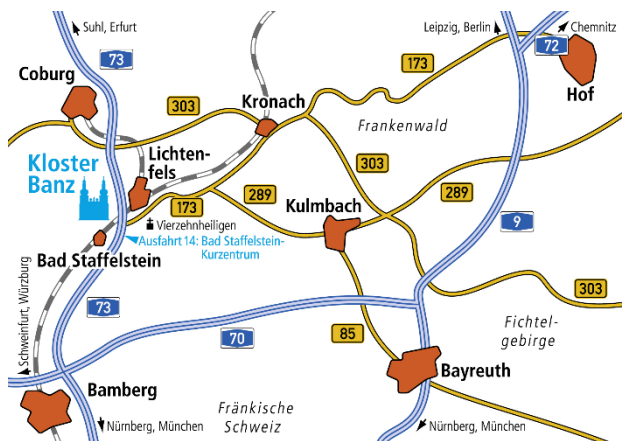 Suhl, Erfurt
Leipzig, Berlin
Chemnitz
73
72
Coburg
173
Hof
303
Kronach
Frankenwald
Kloster
Banz
Lichten-
fels
303
289
289
173
Vierzehnheiligen
Kulmbach
9
Ausfahrt 14: Bad Staffelstein-
Kurzentrum
Bad Staffelstein
Schweinfurt, Würzburg
73
303
70
85
Fichtel-
gebirge
Bayreuth
Bamberg
Fränkische
Schweiz
Nürnberg, München
Nürnberg, München